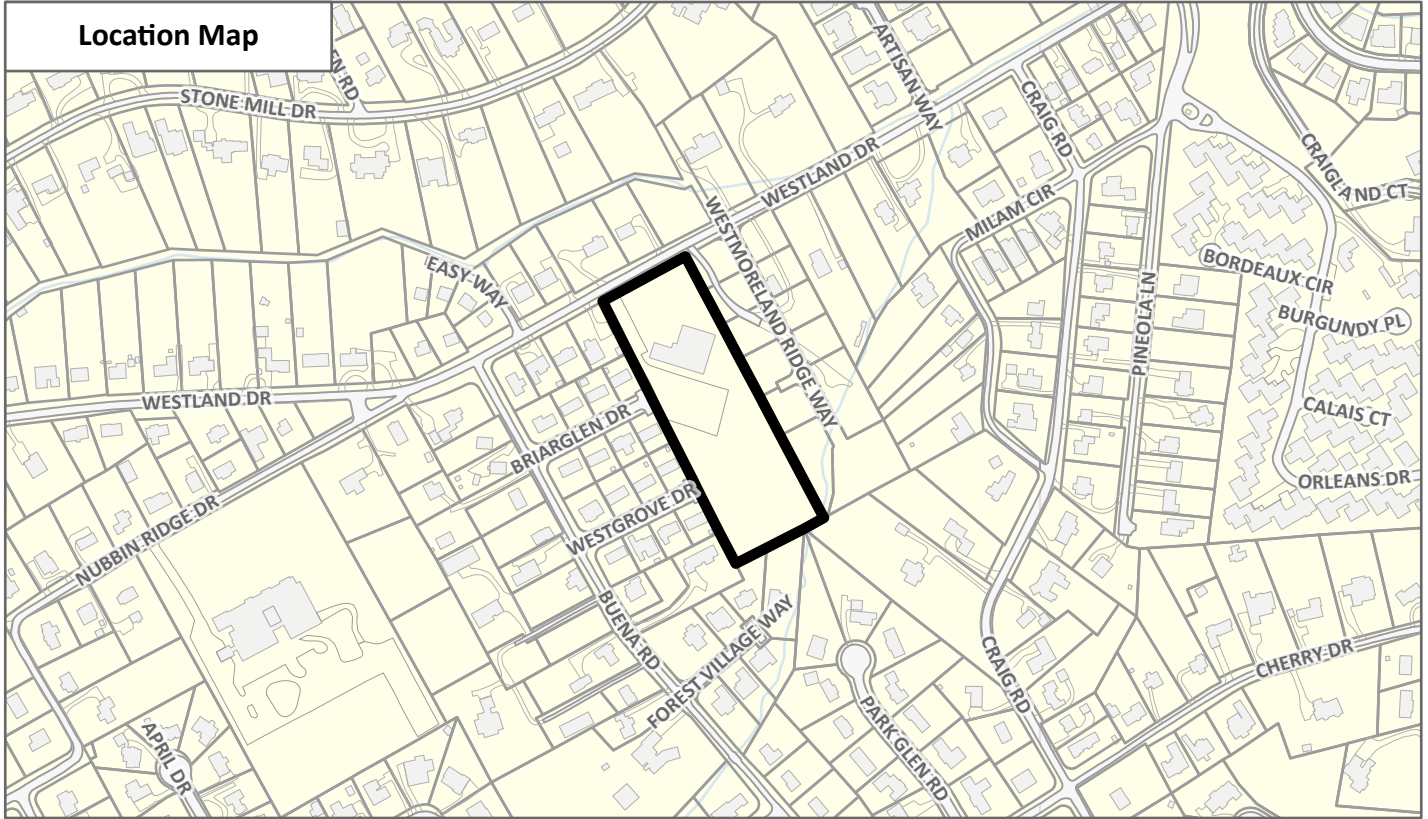 Location Map
STONE MILL DR
EN RD
ARTISAN WAY
CRAIG RD
CRAIGLAND CT
WESTLAND DR
WESTMORELAND RIDGE WAY
MILAM CIR
EASY WAY
BORDEAUX CIR
BURGUNDY PL
PINEOLA LN
WESTLAND DR
CALAIS CT
BRIARGLEN DR
ORLEANS DR
WESTGROVE DR
NUBBIN RIDGE DR
BUENA RD
FOREST VILLAGE WAY
CRAIG RD
CHERRY DR
PARK GLEN RD
APRIL DR